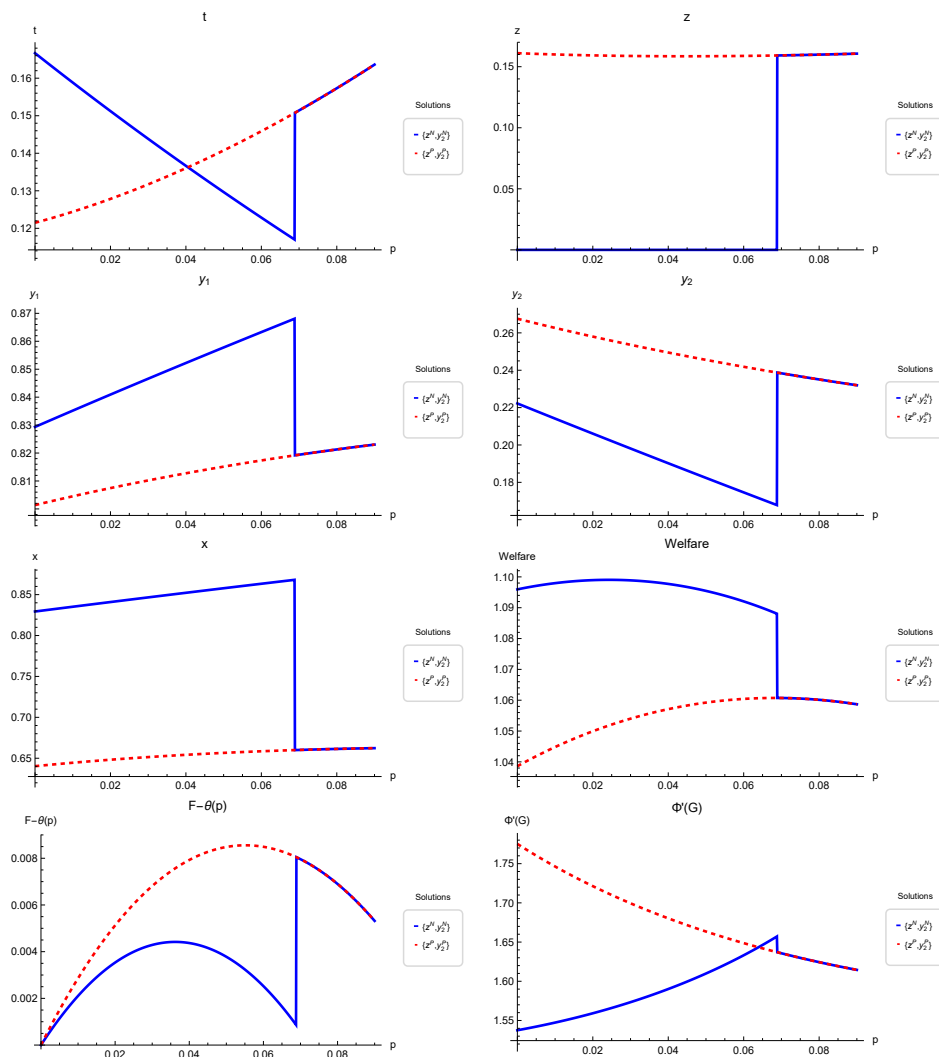 t
t
0.16
0.15
0.14
0.13
0.12
0.02 0.04 0.06 0.08 p
Solutions
{z^N,y_2^N}
{z^P,y_2^P}
z
z
0.15
0.10
0.05
0.02 0.04 0.06 0.08 p
Solutions
{z^N,y_2^N}
{z^P,y_2^P}
y_1
y_1
0.87
0.86
0.85
0.84
0.83
0.82
0.81
0.02 0.04 0.06 0.08 p
Solutions
{z^N,y_2^N}
{z^P,y_2^P}
y_2
y_2
0.26
0.24
0.22
0.20
0.18
0.02 0.04 0.06 0.08 p
Solutions
{z^N,y_2^N}
{z^P,y_2^P}
x
x
0.85
0.80
0.75
0.70
0.65
0.02 0.04 0.06 0.08 p
Solutions
{z^N,y_2^N}
{z^P,y_2^P}
Welfare
Welfare
1.10
1.09
1.08
1.07
1.06
1.05
1.04
0.02 0.04 0.06 0.08 p
Solutions
{z^N,y_2^N}
{z^P,y_2^P}
F−θ(p)
F−θ(p)
0.008
0.006
0.004
0.002
0.02 0.04 0.06 0.08 p
Solutions
{z^N,y_2^N}
{z^P,y_2^P}
Φ'(G)
Φ'(G)
1.75
1.70
1.65
1.60
1.55
0.02 0.04 0.06 0.08 p
Solutions
{z^N,y_2^N}
{z^P,y_2^P}